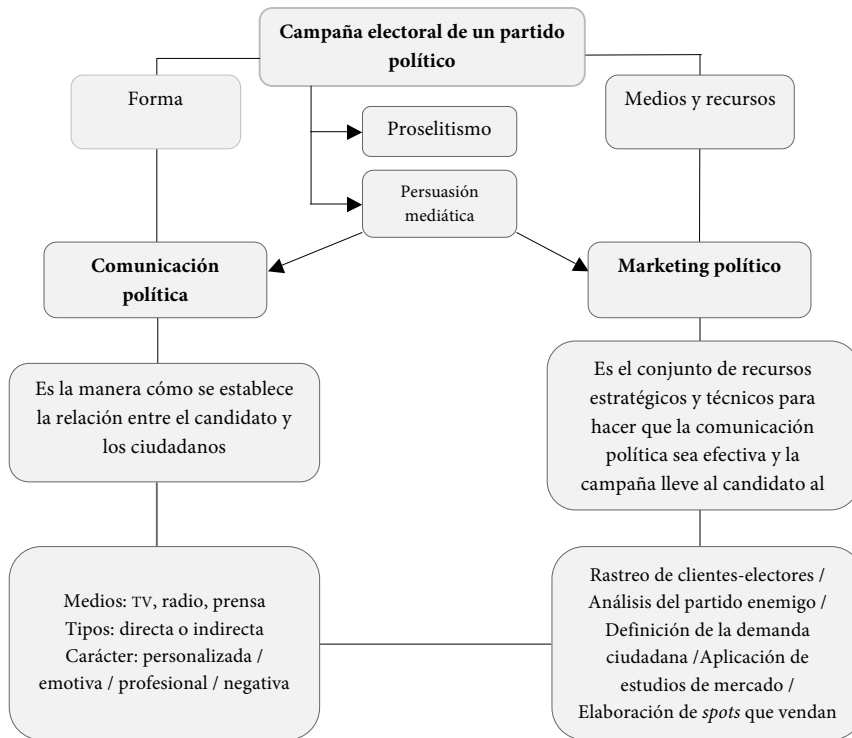 Campaña electoral de un partido
político
Forma
Medios y recursos
Proselitismo
Persuasión
mediática
Comunicación
política
Marketing político
Es la manera cómo se establece
la relación entre el candidato y
los ciudadanos
Es el conjunto de recursos
estratégicos y técnicos para
hacer que la comunicación
política sea efectiva y la
campaña lleve al candidato al
Medios: TV, radio, prensa
Tipos: directa o indirecta
Carácter: personalizada /
emotiva / profesional / negativa
Rastreo de clientes-electores /
Análisis del partido enemigo /
Definición de la demanda
ciudadana /Aplicación de
estudios de mercado /
Elaboración de spots que vendan